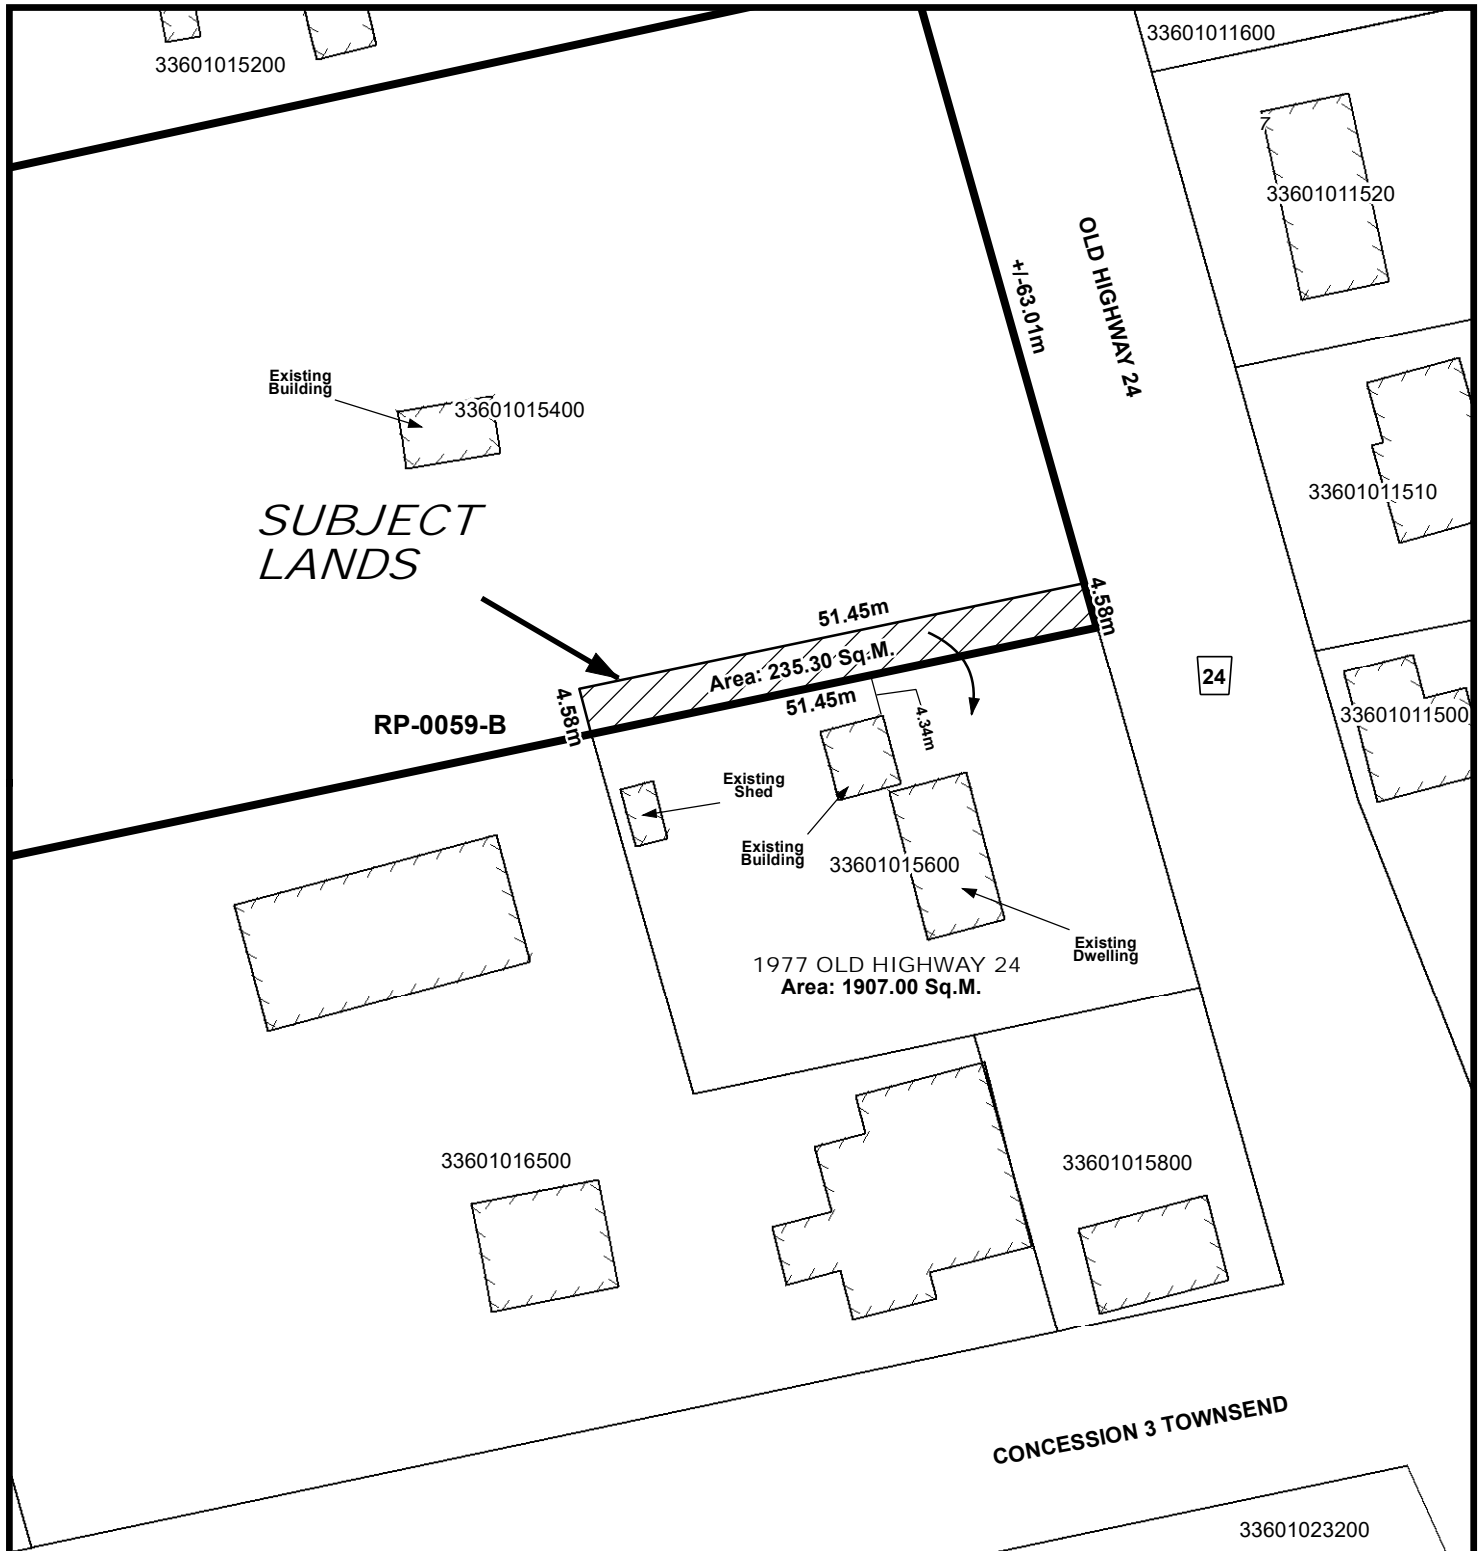 33601011600
33601015200
7
33601011520
OLD HIGHWAY 24
+/-63.01m
Existing
Building
33601015400
33601011510
SUBJECT
LANDS
51.45m
4.58m
Area: 235.30 Sq.M.
24
4.58m
51.45m
RP-0059-B
4.34m
33601011500
Existing
Shed
Existing
Building
33601015600
Existing
Dwelling
1977 OLD HIGHWAY 24
Area: 1907.00 Sq.M.
33601016500
33601015800
CONCESSION 3 TOWNSEND
33601023200